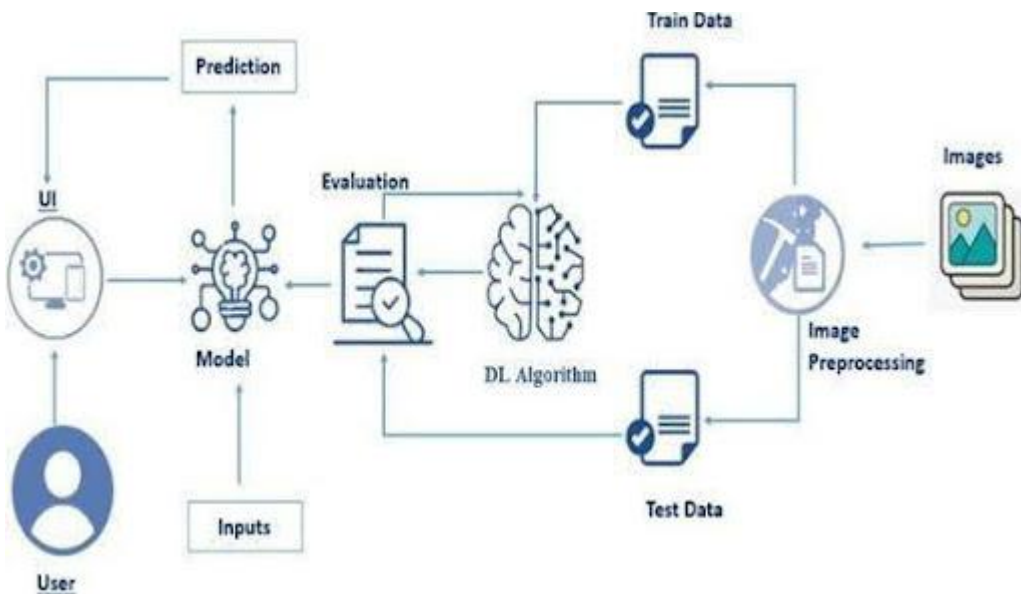 Train Data
Prediction
Images
Evaluation
UI
Image
Preprocessing
Model
DL Algorithm
Test Data
Inputs
User